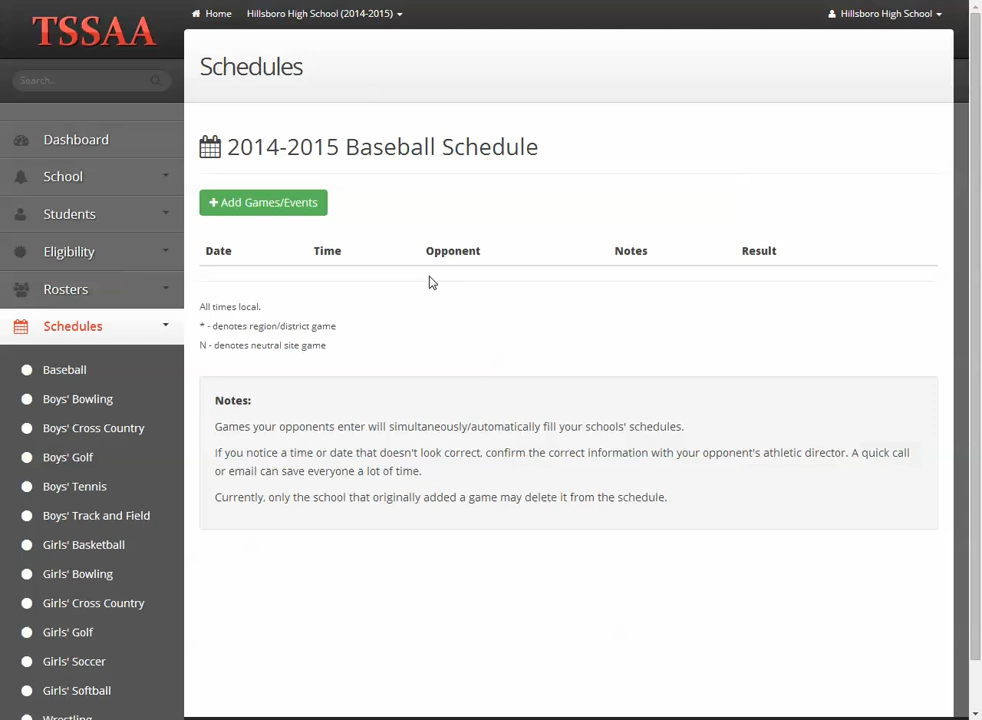 TSSAA
Home
Hillsboro High School (2014-2015)
Hillsboro High School
Search...
Schedules
Dashboard
School
Students
Eligibility
Rosters
Schedules
Baseball
Boys' Bowling
Boys' Cross Country
Boys' Golf
Boys' Tennis
Boys' Track and Field
Girls' Basketball
Girls' Bowling
Girls' Cross Country
Girls' Golf
Girls' Soccer
Girls' Softball
Wrestling
2014-2015 Baseball Schedule
+ Add Games/Events
Date Time Opponent Notes Result
All times local.
* - denotes region/district game
N - denotes neutral site game
Notes:
Games your opponents enter will simultaneously/automatically fill your schools' schedules.
If you notice a time or date that doesn't look correct, confirm the correct information with your opponent's athletic director. A quick call
or email can save everyone a lot of time.
Currently, only the school that originally added a game may delete it from the schedule.